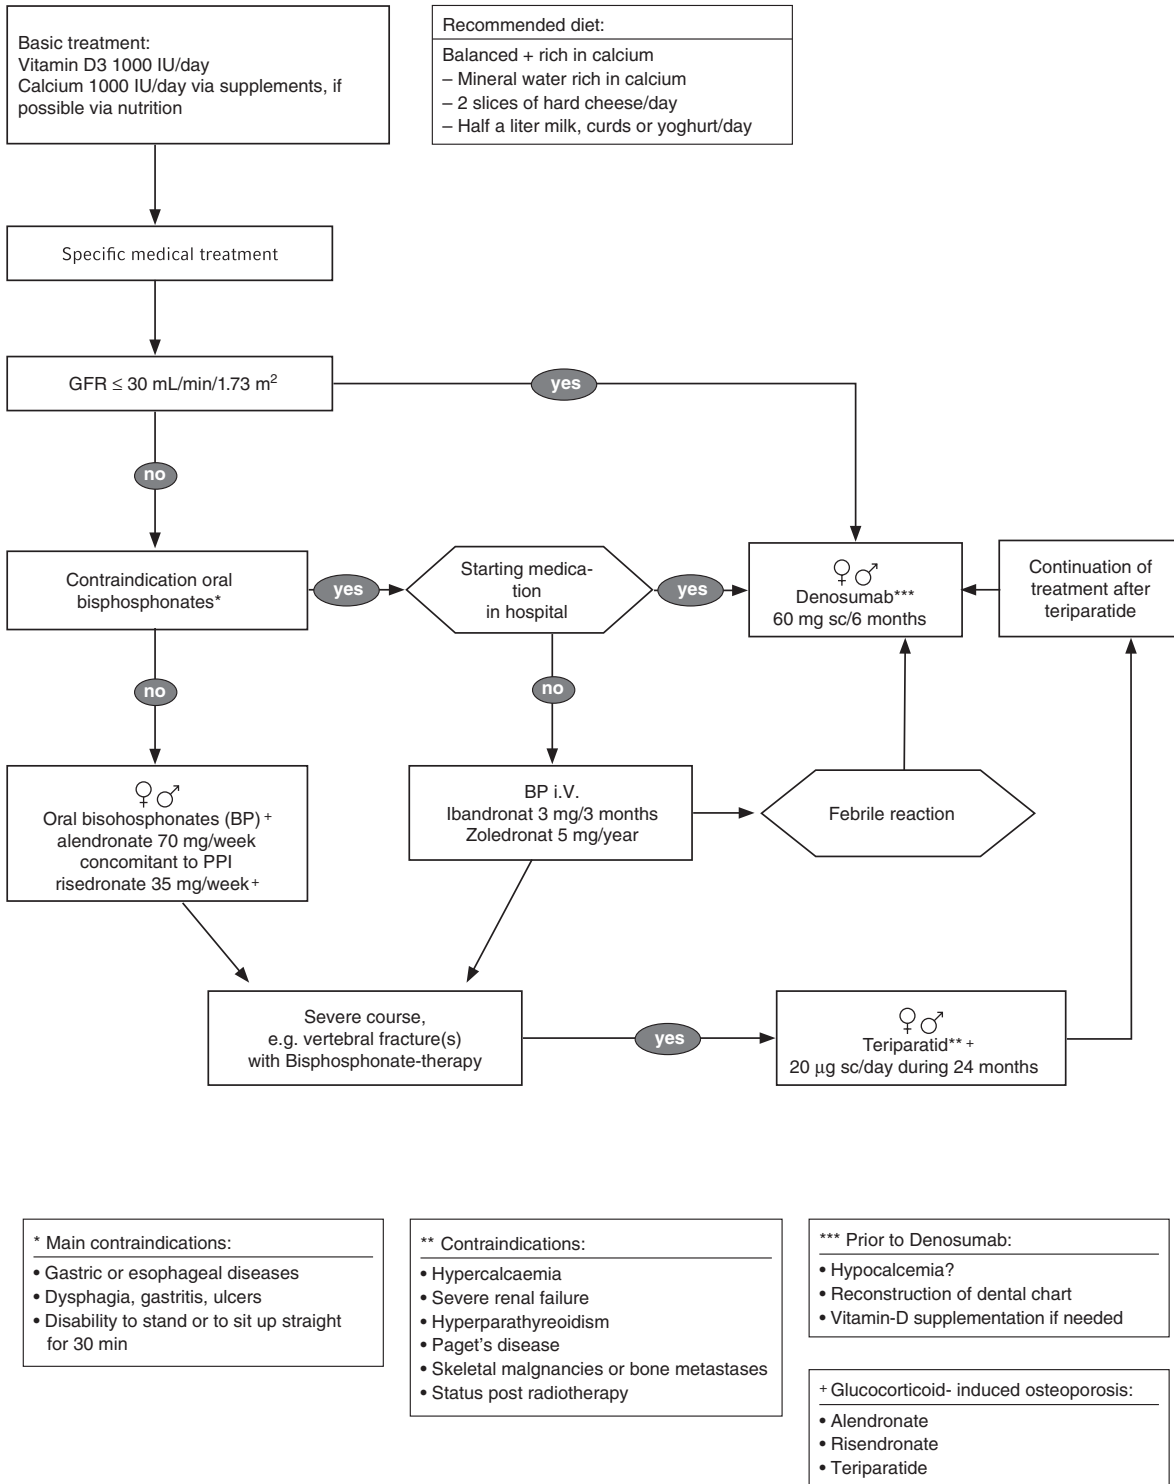 Basic treatment:
Vitamin D3 1000 IU/day
Calcium 1000 IU/day via supplements, if
possible via nutrition
Recommended diet:
Balanced + rich in calcium
– Mineral water rich in calcium
– 2 slices of hard cheese/day
– Half a liter milk, curds or yoghurt/day
Specific medical treatment
GFR ≤ 30 mL/min/1.73 m²
yes
no
Contraindication oral
bisphosphonates*
yes
Starting medica-
tion
in hospital
yes
♀♂
Denosumab***
60 mg sc/6 months
Continuation of
treatment after
teriparatide
no
no
♀♂
Oral bisohosphonates (BP) +
alendronate 70 mg/week
concomitant to PPI
risedronate 35 mg/week+
BP i.V.
Ibandronat 3 mg/3 months
Zoledronat 5 mg/year
Febrile reaction
Severe course,
e.g. vertebral fracture(s)
with Bisphosphonate-therapy
yes
♀♂
Teriparatid** +
20 μg sc/day during 24 months
* Main contraindications:
• Gastric or esophageal diseases
• Dysphagia, gastritis, ulcers
• Disability to stand or to sit up straight
for 30 min
** Contraindications:
• Hypercalcaemia
• Severe renal failure
• Hyperparathyreoidism
• Paget's disease
• Skeletal malignancies or bone metastases
• Status post radiotherapy
*** Prior to Denosumab:
• Hypocalcemia?
• Reconstruction of dental chart
• Vitamin-D supplementation if needed
+ Glucocorticoid- induced osteoporosis:
• Alendronate
• Risendronate
• Teriparatide